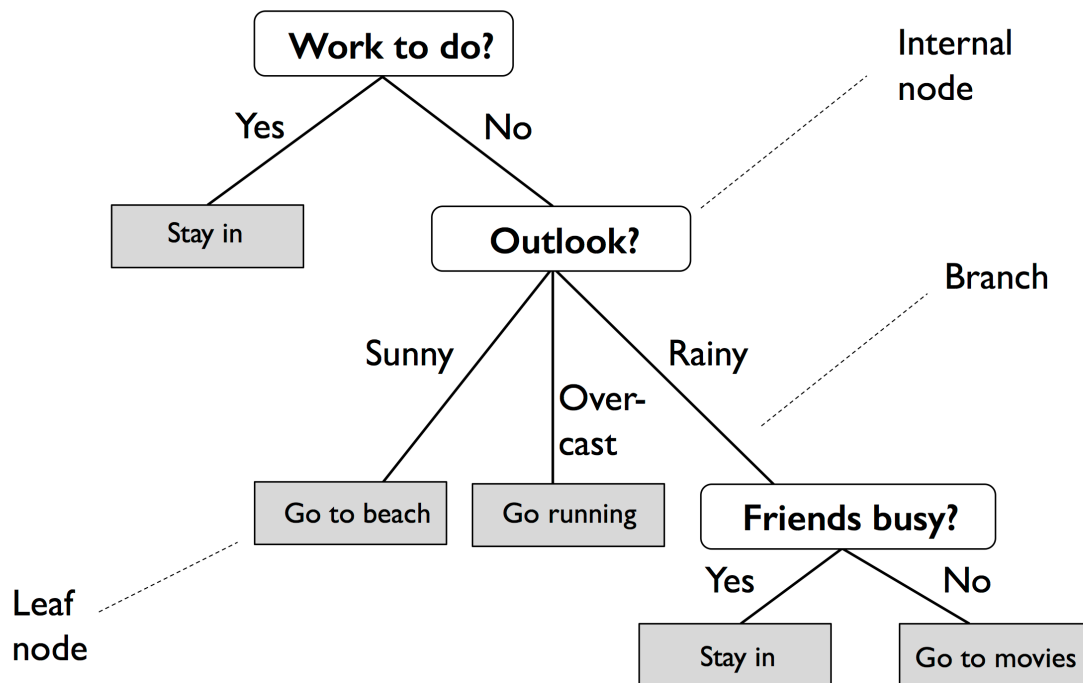 Work to do?
Internal
node
Yes
No
Stay in
Outlook?
Branch
Sunny
Rainy
Over-
cast
Go to beach
Go running
Friends busy?
Yes
No
Leaf
node
Stay in
Go to movies